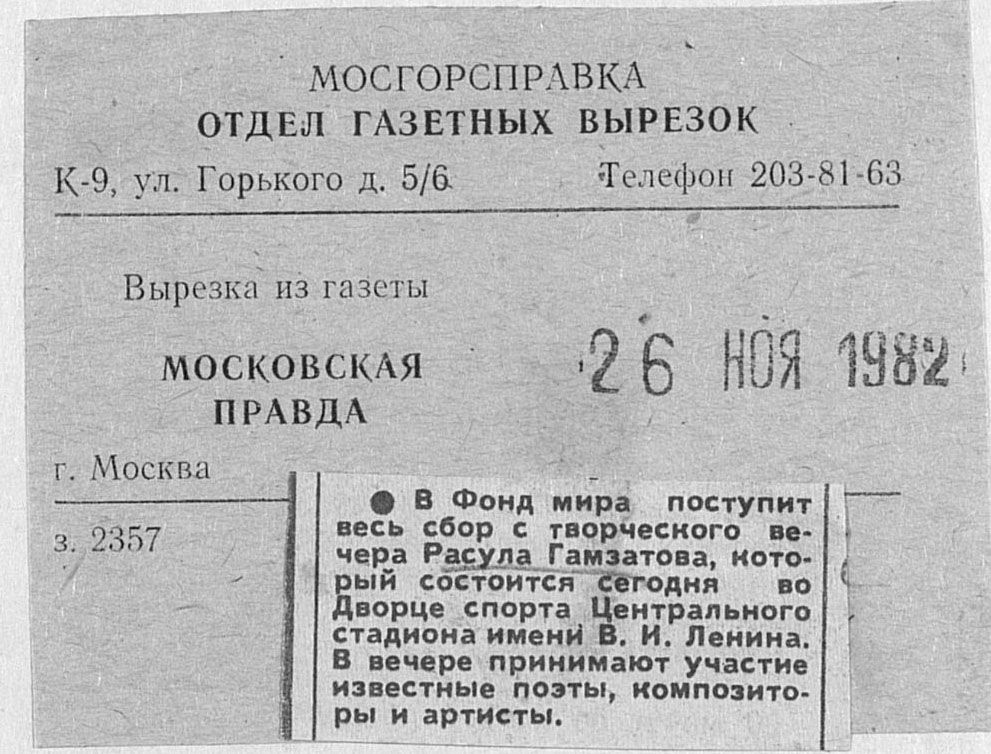 МОСГОРСПРАВКА
ОТДЕЛ ГАЗЕТНЫХ ВЫРЕЗОК
К-9, ул. Горького д. 5/6. Телефон 203-81-63
Вырезка из газеты
МОСКОВСКАЯ
ПРАВДА
26 НОЯ 1982
г. Москва
з. 2357
● В Фонд мира поступит
весь сбор с творческого ве-
чера Расула Гамзатова, кото-
рый состоится сегодня во
Дворце спорта Центрального
стадиона имени В. И. Ленина.
В вечере принимают участие
известные поэты, композито-
ры и артисты.